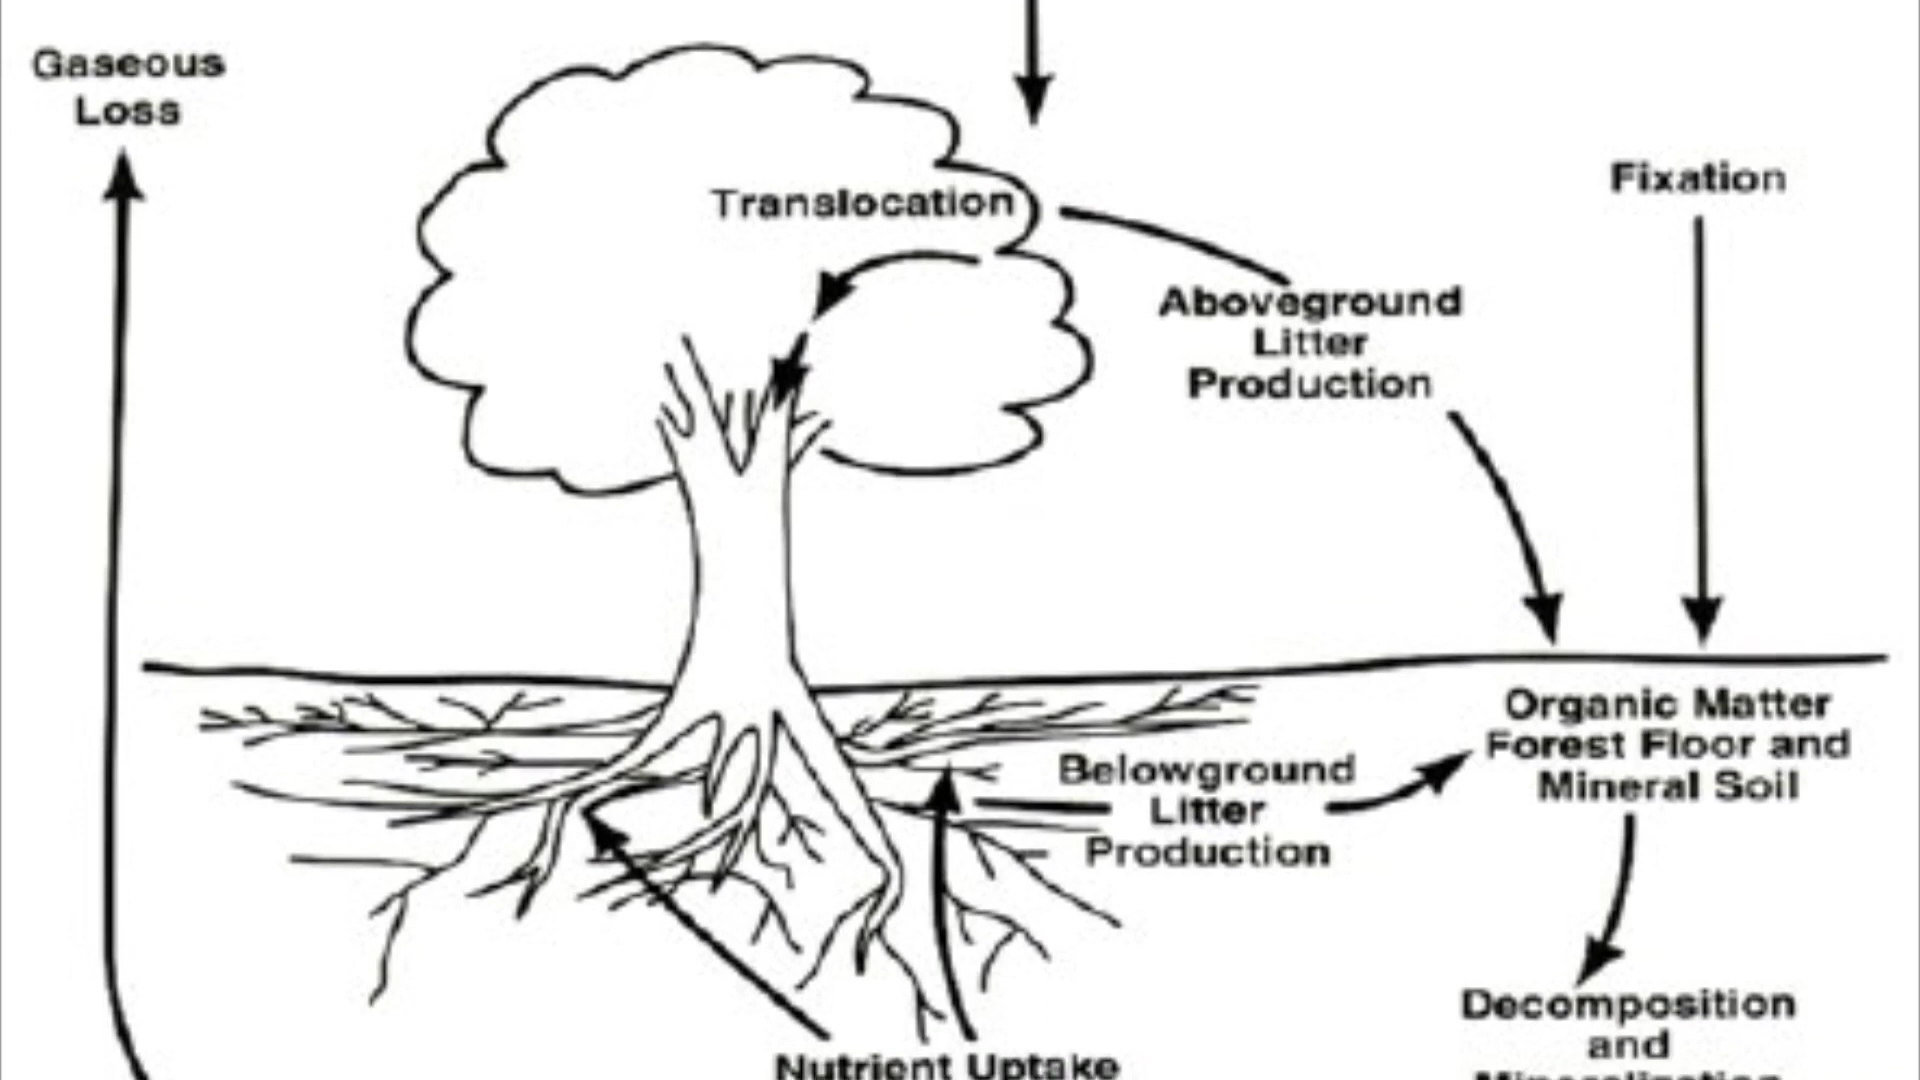 Gaseous
Loss
Translocation
Fixation
Aboveground
Litter
Production
Organic Matter
Forest Floor and
Mineral Soil
Belowground
Litter
Production
Decomposition
and
Mineralization
Nutrient Uptake